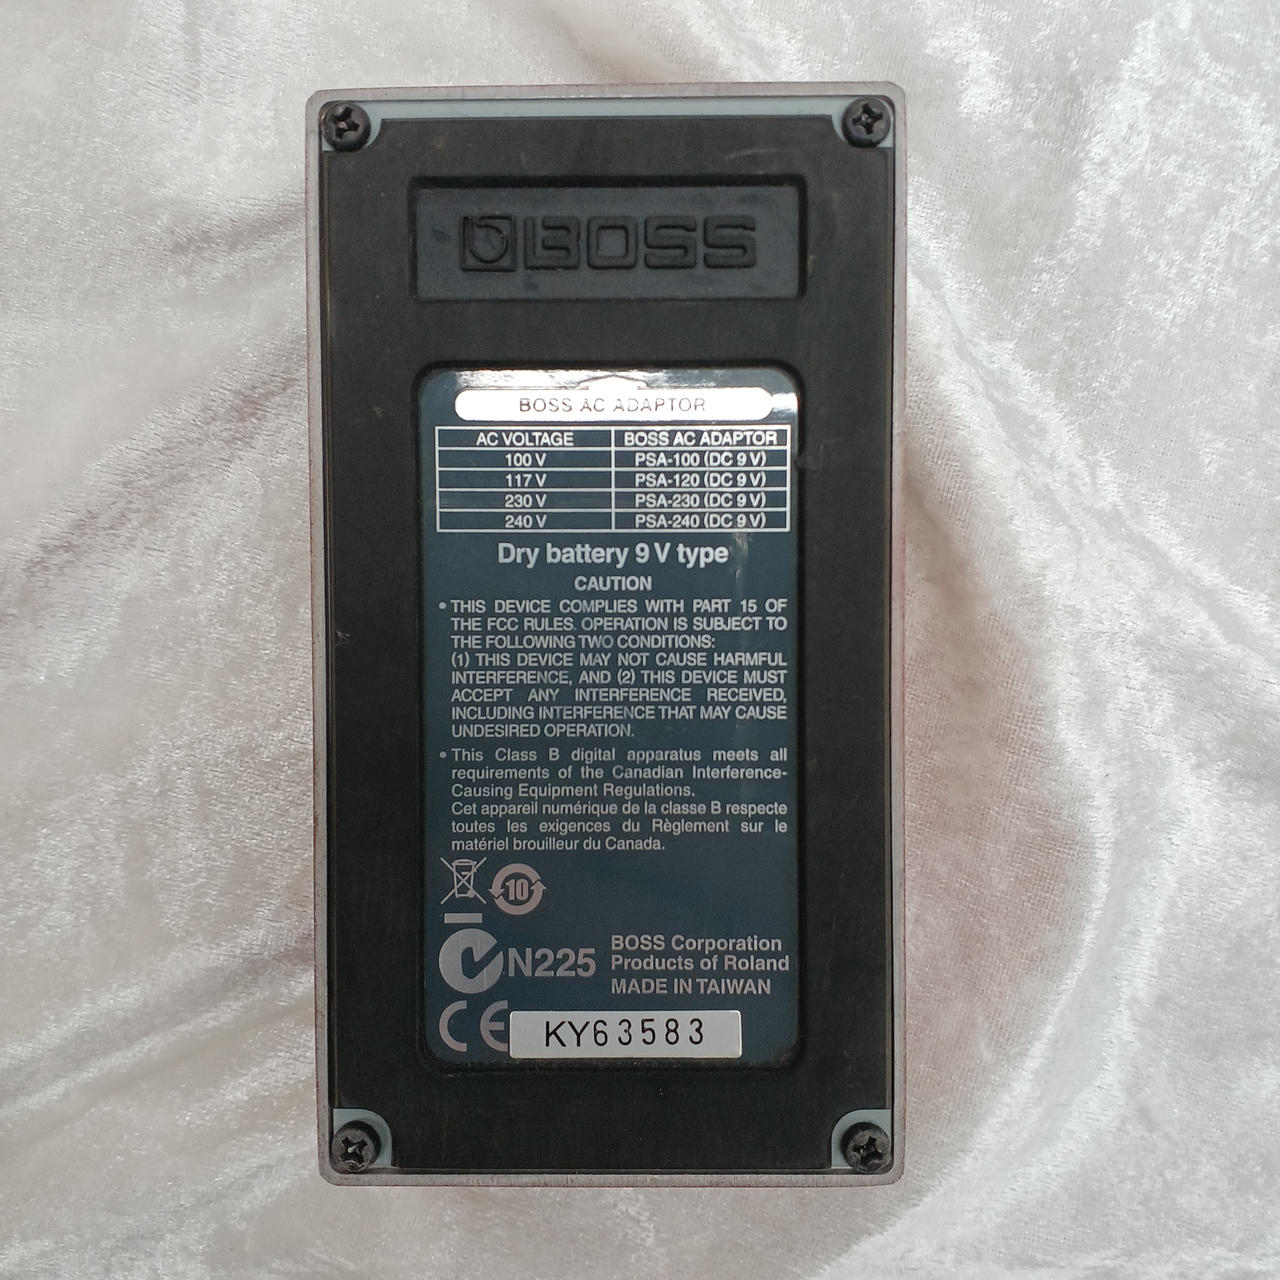 BOSS
BOSS AC ADAPTOR
AC VOLTAGE BOSS AC ADAPTOR
100 V PSA-100 (DC 9 V)
117 V PSA-120 (DC 9 V)
230 V PSA-230 (DC 9 V)
240 V PSA-240 (DC 9 V)
Dry battery 9 V type
CAUTION
• THIS DEVICE COMPLIES WITH PART 15 OF
THE FCC RULES. OPERATION IS SUBJECT TO
THE FOLLOWING TWO CONDITIONS:
(1) THIS DEVICE MAY NOT CAUSE HARMFUL
INTERFERENCE, AND (2) THIS DEVICE MUST
ACCEPT ANY INTERFERENCE RECEIVED,
INCLUDING INTERFERENCE THAT MAY CAUSE
UNDESIRED OPERATION.
• This Class B digital apparatus meets all
requirements of the Canadian Interference-
Causing Equipment Regulations.
Cet appareil numérique de la classe B respecte
toutes les exigences du Règlement sur le
matériel brouilleur du Canada.
10
N225
BOSS Corporation
Products of Roland
MADE IN TAIWAN
CE
KY63583